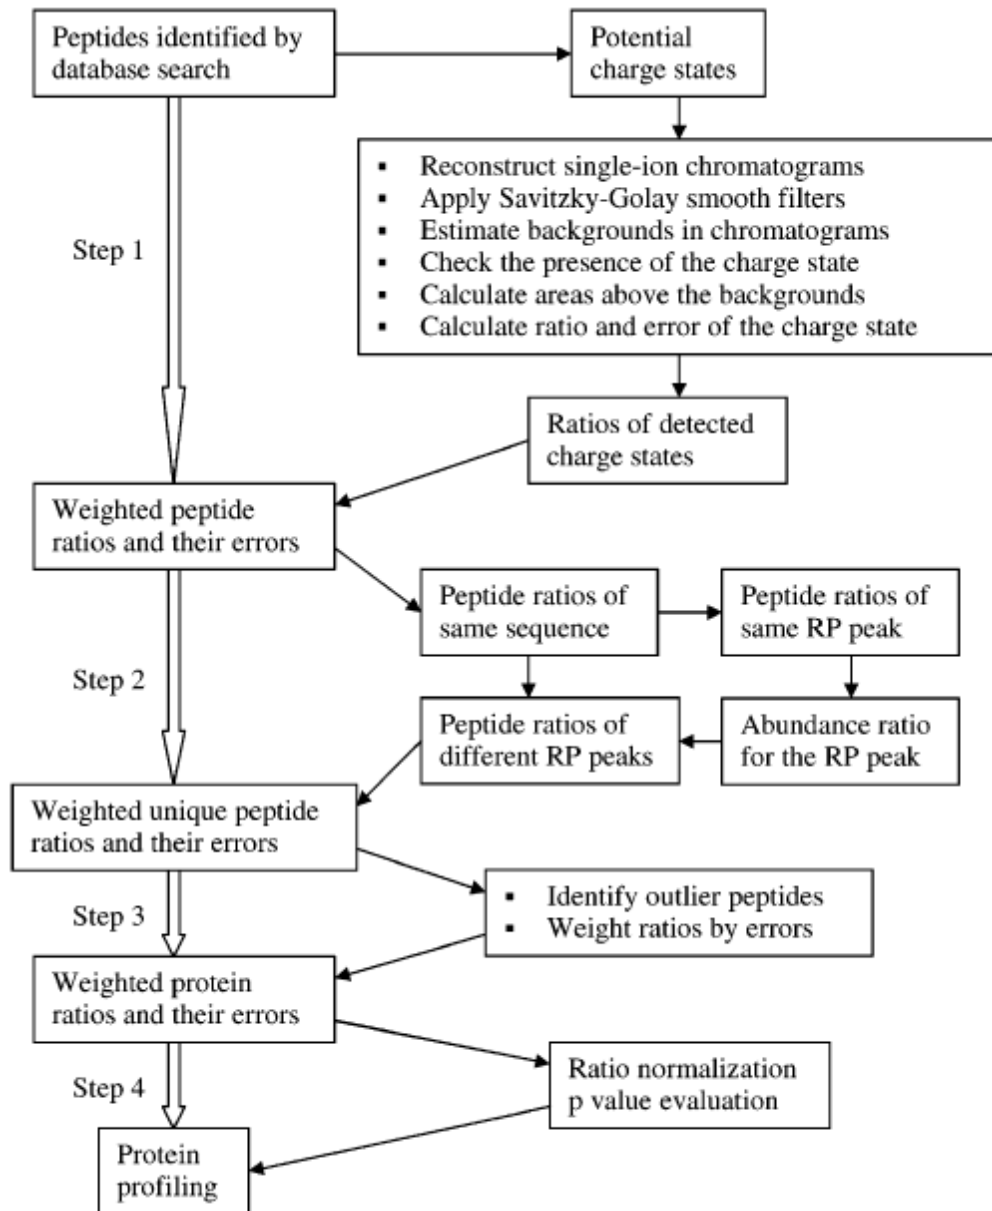 Peptides identified by
database search
Potential
charge states
▪ Reconstruct single-ion chromatograms
▪ Apply Savitzky-Golay smooth filters
▪ Estimate backgrounds in chromatograms
▪ Check the presence of the charge state
▪ Calculate areas above the backgrounds
▪ Calculate ratio and error of the charge state
Step 1
Ratios of detected
charge states
Weighted peptide
ratios and their errors
Peptide ratios of
same sequence
Peptide ratios of
same RP peak
Step 2
Peptide ratios of
different RP peaks
Abundance ratio
for the RP peak
Weighted unique peptide
ratios and their errors
▪ Identify outlier peptides
▪ Weight ratios by errors
Step 3
Weighted protein
ratios and their errors
Ratio normalization
p value evaluation
Step 4
Protein
profiling